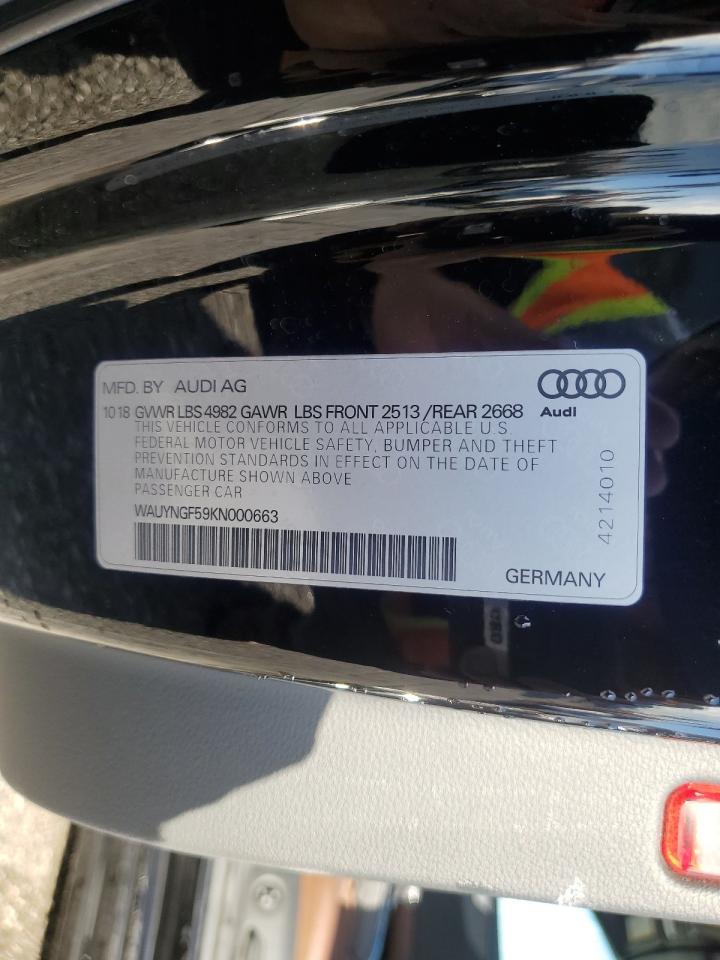 MFD. BY AUDI AG
10 18 GVWR LBS 4982 GAWR LBS FRONT 2513 /REAR 2668
Audi
THIS VEHICLE CONFORMS TO ALL APPLICABLE U.S.
FEDERAL MOTOR VEHICLE SAFETY, BUMPER AND THEFT
PREVENTION STANDARDS IN EFFECT ON THE DATE OF
MANUFACTURE SHOWN ABOVE
PASSENGER CAR
WAUYNGF59KN000663
GERMANY
4214010